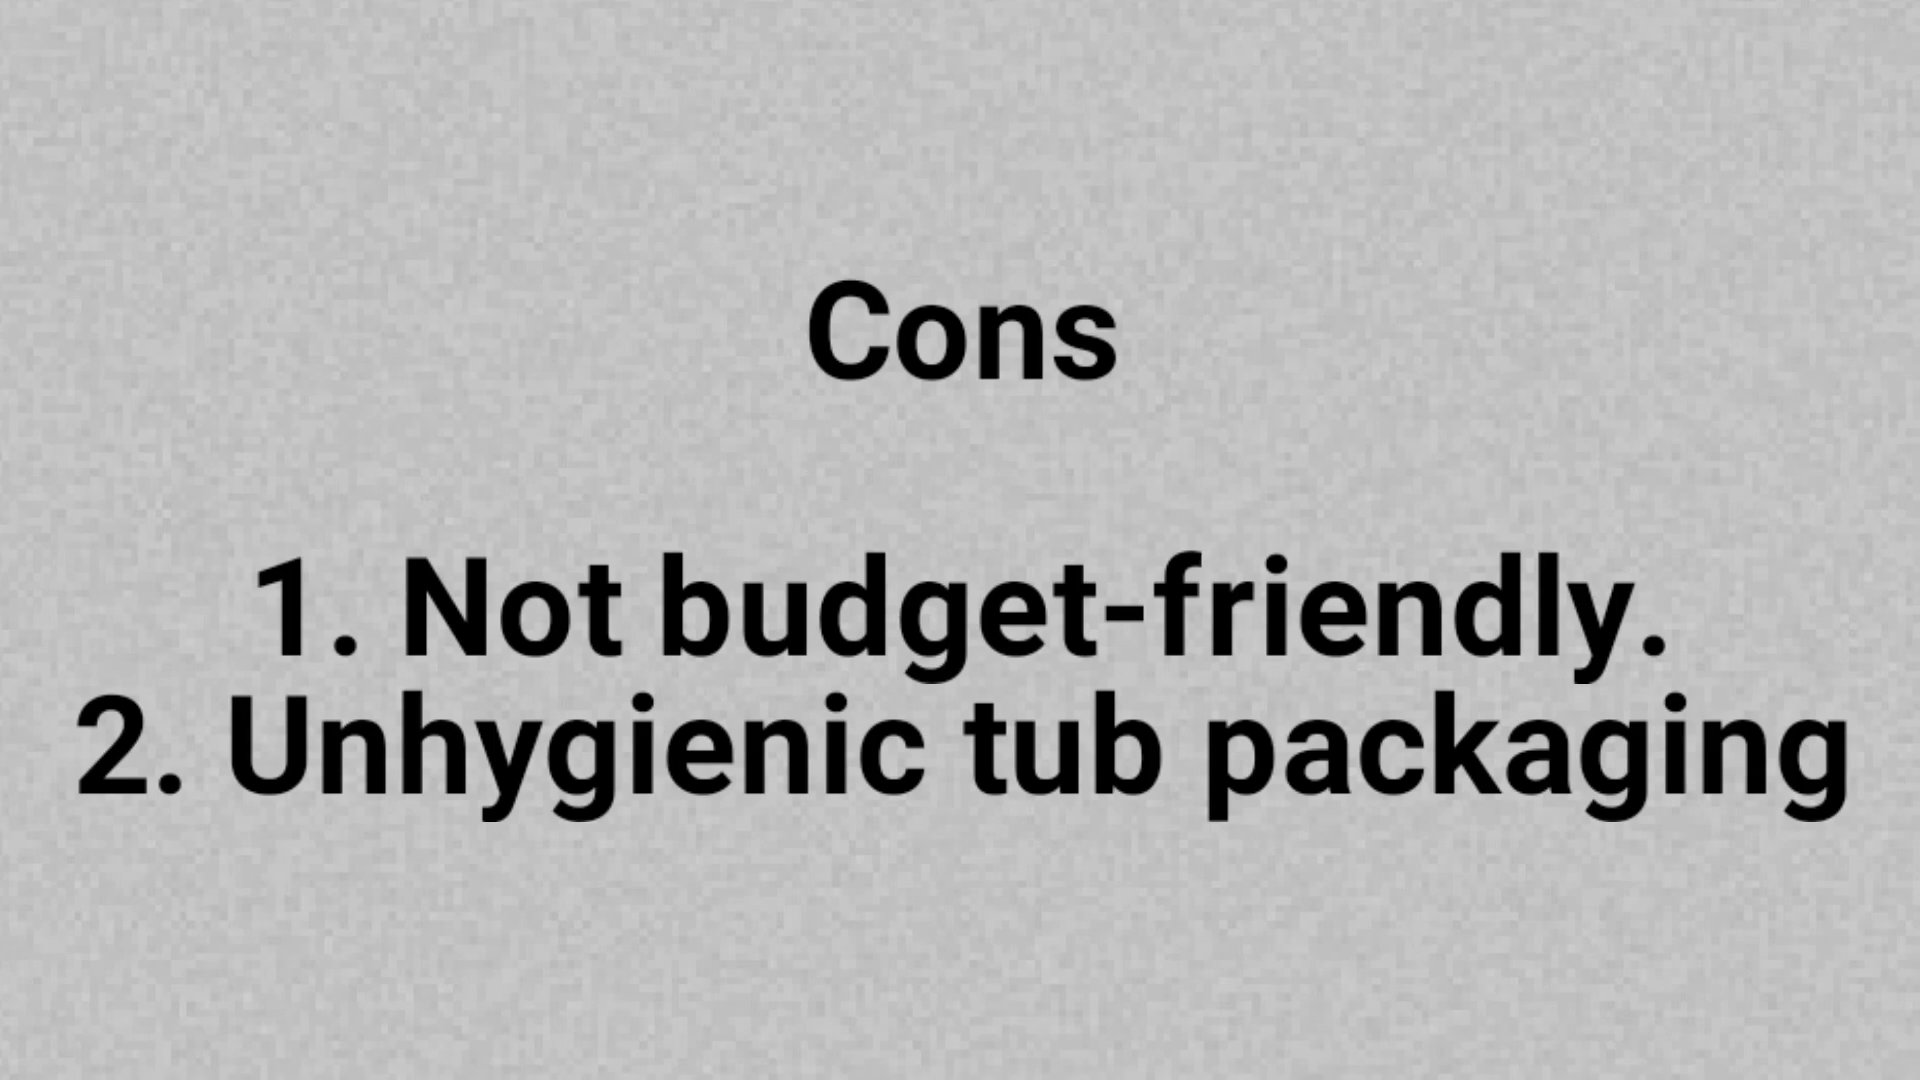 Cons
1. Not budget-friendly.
2. Unhygienic tub packaging